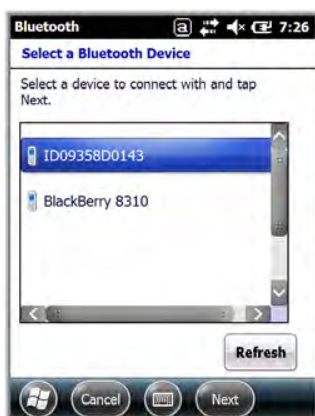 Bluetooth a 7:26
Select a Bluetooth Device
Select a device to connect with and tap
Next.
ID09358D0143
BlackBerry 8310
Refresh
Cancel Next